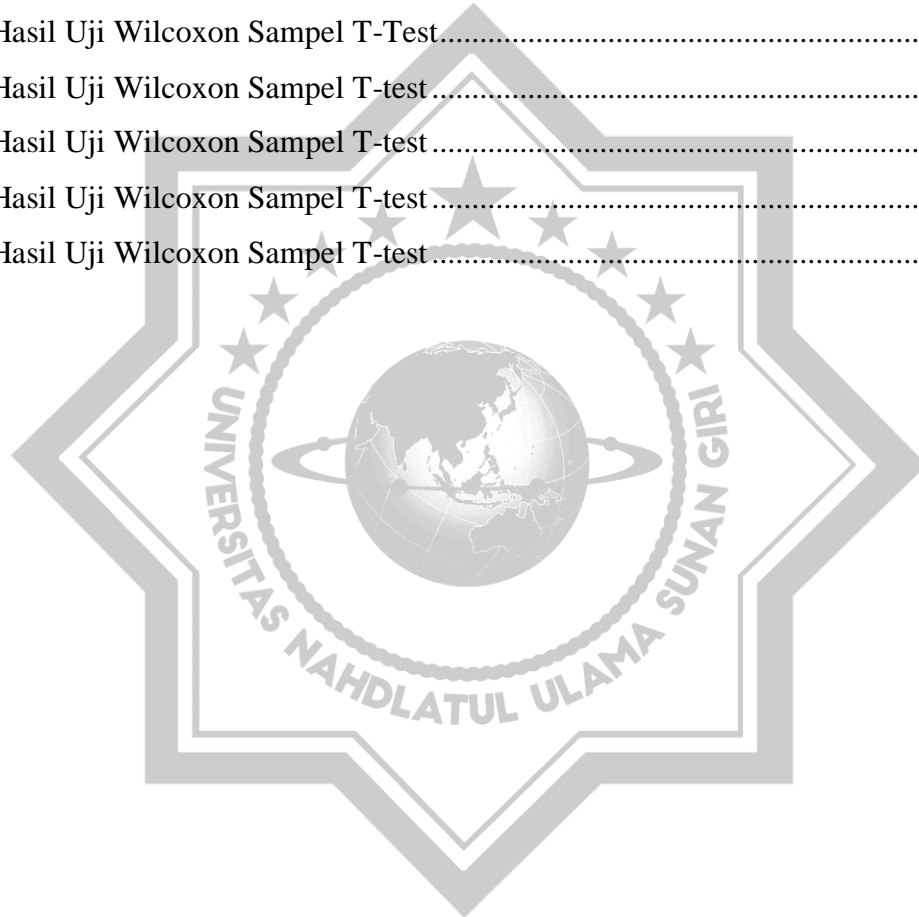 Hasil Uji Wilcoxon Sampel T-Test....................................................
Hasil Uji Wilcoxon Sampel T-test.....................................................
Hasil Uji Wilcoxon Sampel T-test.....................................................
Hasil Uji Wilcoxon Sampel T-test.....................................................
Hasil Uji Wilcoxon Sampel T-test.....................................................
UNIVERSITAS NAHDLATUL ULAMA SUNAN GIRI